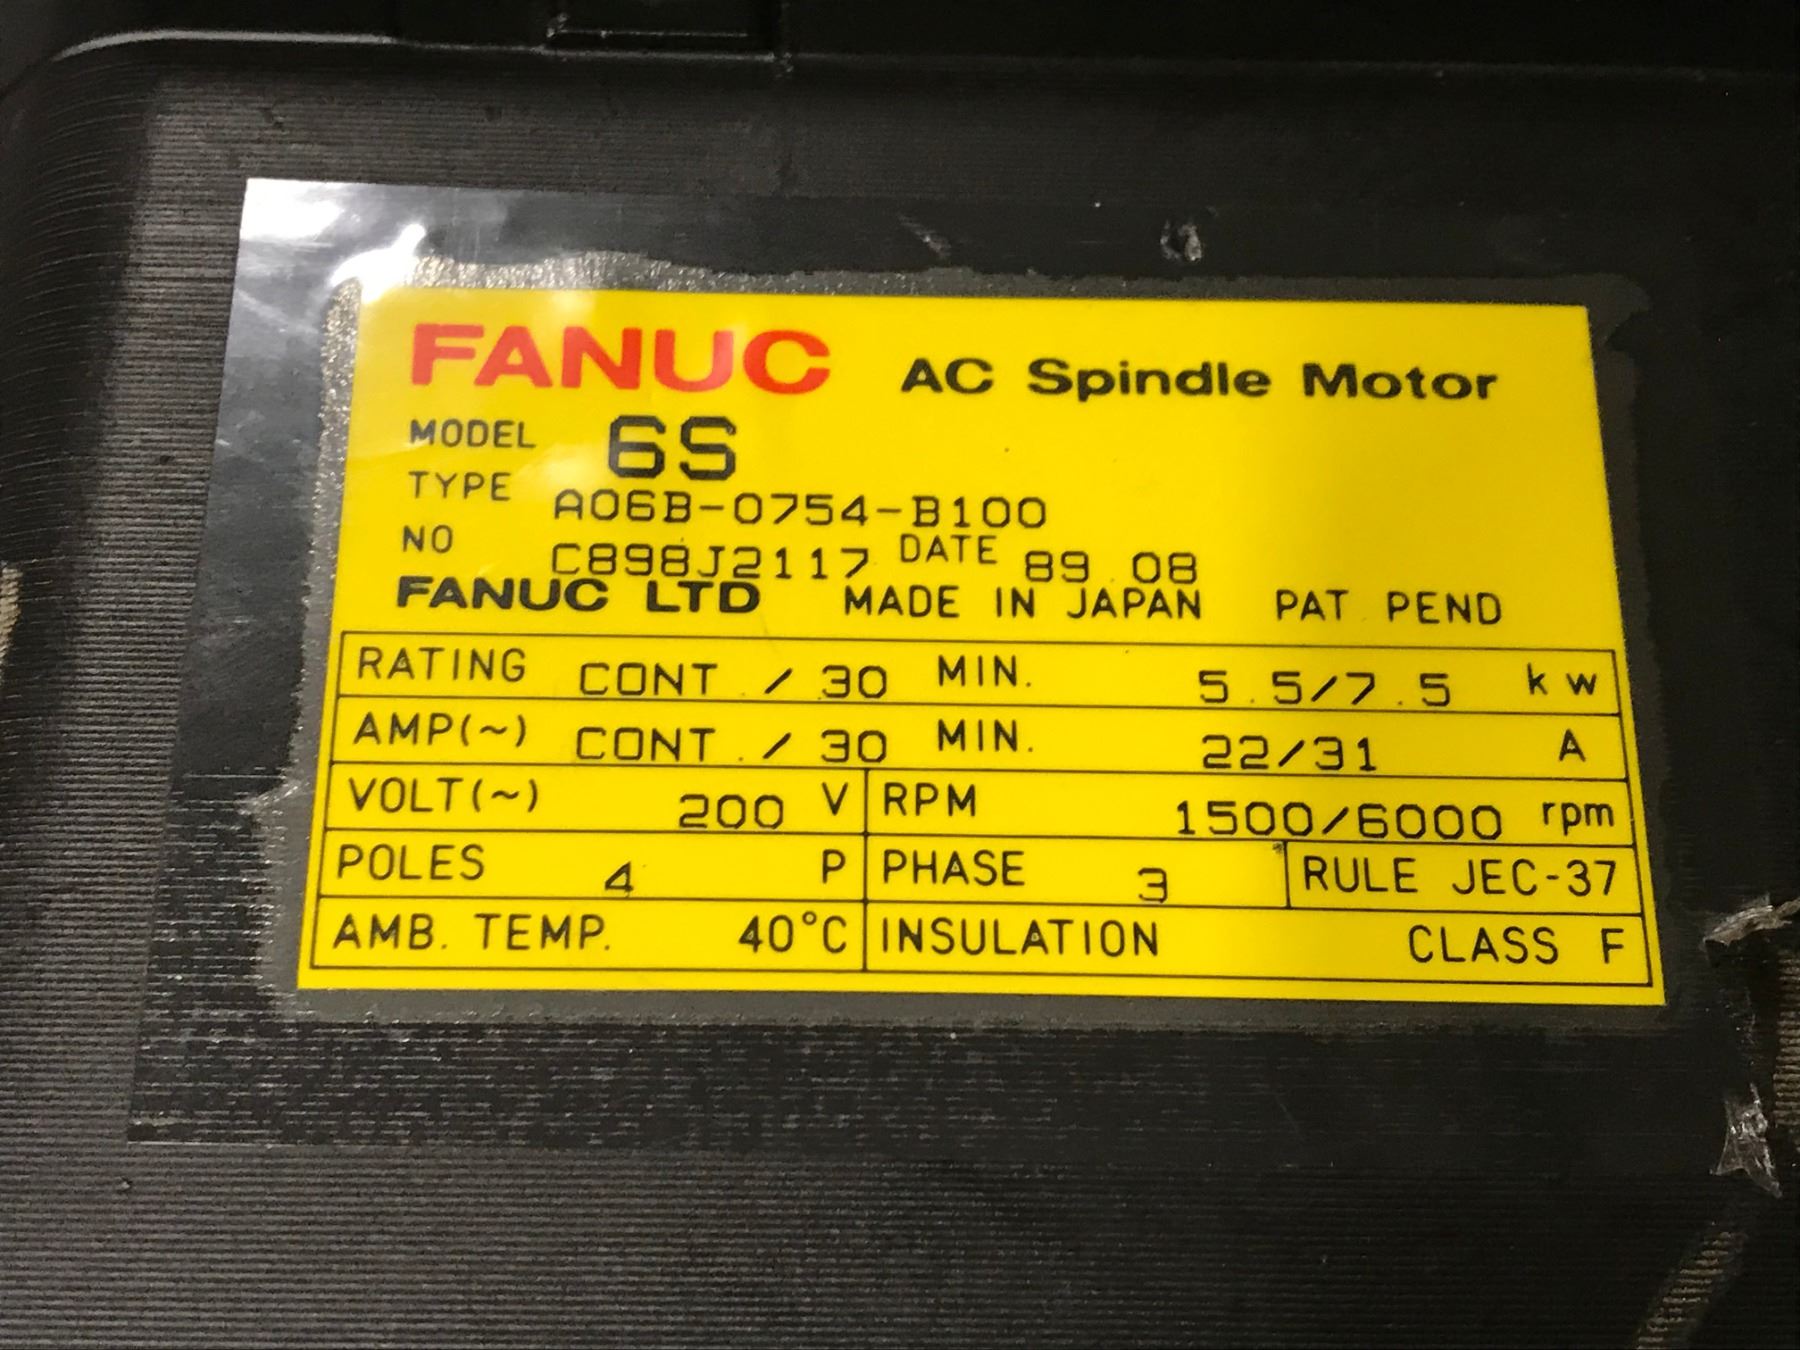 FANUC AC Spindle Motor
MODEL 6S
TYPE A06B-0754-B100
NO C898J2117 DATE 89.08
FANUC LTD MADE IN JAPAN PAT PEND
RATING CONT./30 MIN. 5.5/7.5 kw
AMP(~) CONT./30 MIN. 22/31 A
VOLT(~) 200 V RPM 1500/6000 rpm
POLES 4 P PHASE 3 RULE JEC-37
AMB. TEMP. 40°C INSULATION CLASS F